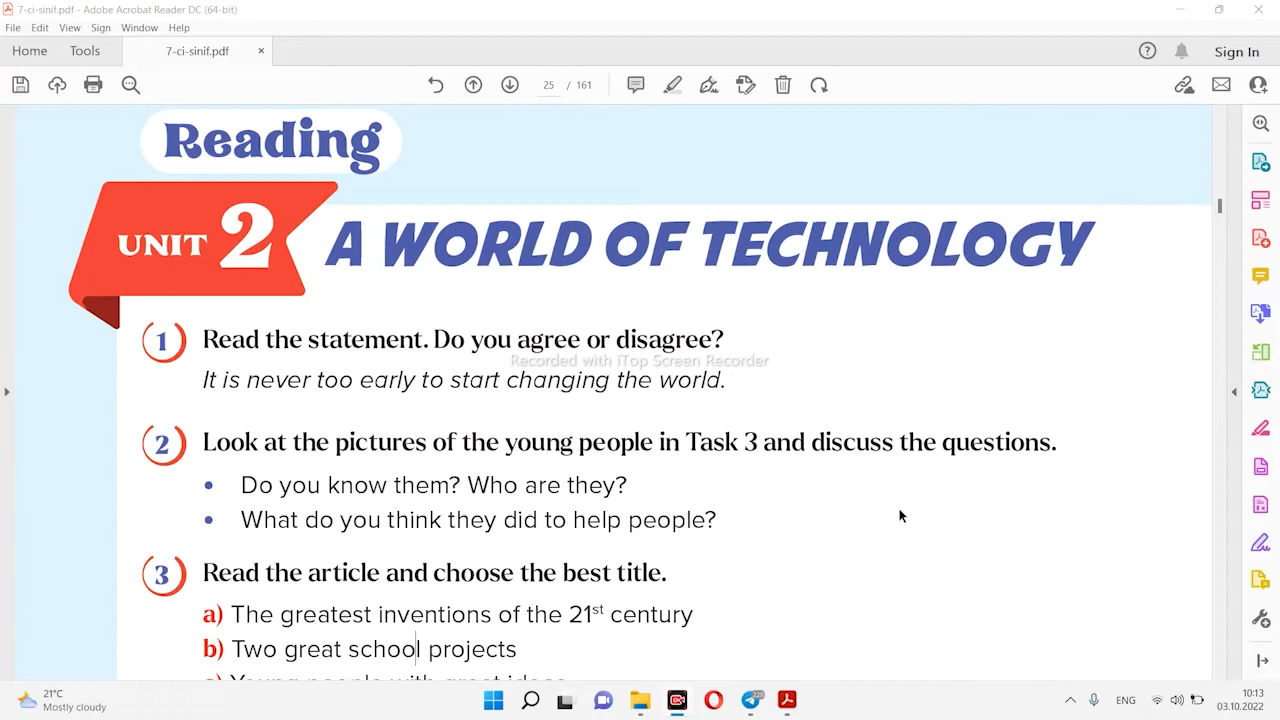 7-ci-sinif.pdf - Adobe Acrobat Reader DC (64-bit)
File Edit View Sign Window Help
Home Tools 7-ci-sinif.pdf × Sign In
25 / 161
Reading
UNIT 2 A WORLD OF TECHNOLOGY
1 Read the statement. Do you agree or disagree?
Recorded with iTop Screen Recorder
It is never too early to start changing the world.
2 Look at the pictures of the young people in Task 3 and discuss the questions.
• Do you know them? Who are they?
• What do you think they did to help people?
3 Read the article and choose the best title.
a) The greatest inventions of the 21st century
b) Two great school projects
c) Young people with great ideas
21°C
Mostly cloudy
223
ENG
10:13
03.10.2022